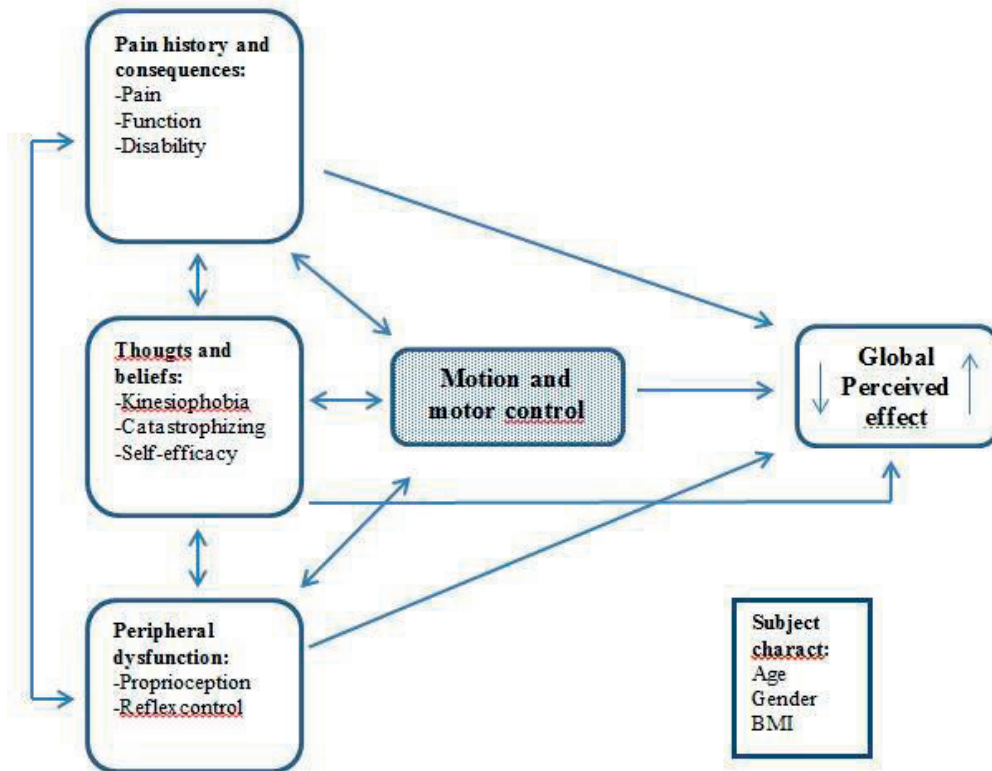 Pain history and
consequences:
-Pain
-Function
-Disability
Thougts and
beliefs:
-Kinesiophobia
-Catastrophizing
-Self-efficacy
Motion and
motor control
Global
Perceived
effect
Peripheral
dysfunction:
-Proprioception
-Reflex control
Subject
charact:
Age
Gender
BMI